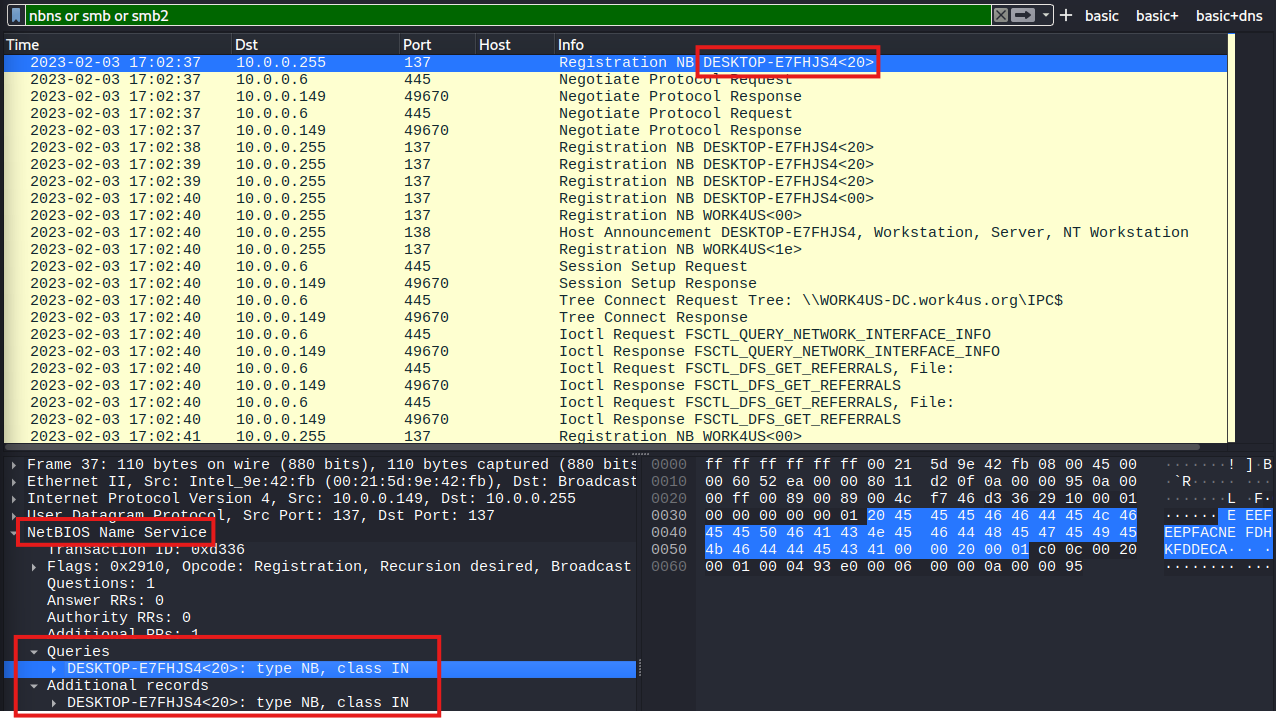 nbns or smb or smb2 basic basic+ basic+dns
Time Dst Port Host Info
2023-02-03 17:02:37 10.0.0.255 137 Registration NB DESKTOP-E7FHJS4<20>
2023-02-03 17:02:37 10.0.0.6 445 Negotiate Protocol Request
2023-02-03 17:02:37 10.0.0.149 49670 Negotiate Protocol Response
2023-02-03 17:02:37 10.0.0.6 445 Negotiate Protocol Request
2023-02-03 17:02:37 10.0.0.149 49670 Negotiate Protocol Response
2023-02-03 17:02:38 10.0.0.255 137 Registration NB DESKTOP-E7FHJS4<20>
2023-02-03 17:02:39 10.0.0.255 137 Registration NB DESKTOP-E7FHJS4<20>
2023-02-03 17:02:39 10.0.0.255 137 Registration NB DESKTOP-E7FHJS4<20>
2023-02-03 17:02:40 10.0.0.255 137 Registration NB DESKTOP-E7FHJS4<00>
2023-02-03 17:02:40 10.0.0.255 137 Registration NB WORK4US<00>
2023-02-03 17:02:40 10.0.0.255 138 Host Announcement DESKTOP-E7FHJS4, Workstation, Server, NT Workstation
2023-02-03 17:02:40 10.0.0.255 137 Registration NB WORK4US<1e>
2023-02-03 17:02:40 10.0.0.6 445 Session Setup Request
2023-02-03 17:02:40 10.0.0.149 49670 Session Setup Response
2023-02-03 17:02:40 10.0.0.6 445 Tree Connect Request Tree: \\WORK4US-DC.work4us.org\IPC$
2023-02-03 17:02:40 10.0.0.149 49670 Tree Connect Response
2023-02-03 17:02:40 10.0.0.6 445 Ioctl Request FSCTL_QUERY_NETWORK_INTERFACE_INFO
2023-02-03 17:02:40 10.0.0.149 49670 Ioctl Response FSCTL_QUERY_NETWORK_INTERFACE_INFO
2023-02-03 17:02:40 10.0.0.6 445 Ioctl Request FSCTL_DFS_GET_REFERRALS, File:
2023-02-03 17:02:40 10.0.0.149 49670 Ioctl Response FSCTL_DFS_GET_REFERRALS
2023-02-03 17:02:40 10.0.0.6 445 Ioctl Request FSCTL_DFS_GET_REFERRALS, File:
2023-02-03 17:02:40 10.0.0.149 49670 Ioctl Response FSCTL_DFS_GET_REFERRALS
2023-02-03 17:02:41 10.0.0.255 137 Registration NB WORK4US<00>
Frame 37: 110 bytes on wire (880 bits), 110 bytes captured (880 bits
Ethernet II, Src: Intel_9e:42:fb (00:21:5d:9e:42:fb), Dst: Broadcast
Internet Protocol Version 4, Src: 10.0.0.149, Dst: 10.0.0.255
User Datagram Protocol, Src Port: 137, Dst Port: 137
NetBIOS Name Service
Transaction ID: 0xd336
Flags: 0x2910, Opcode: Registration, Recursion desired, Broadcast
Questions: 1
Answer RRs: 0
Authority RRs: 0
Additional RRs: 1
Queries
DESKTOP-E7FHJS4<20>: type NB, class IN
Additional records
DESKTOP-E7FHJS4<20>: type NB, class IN
0000 ff ff ff ff ff ff 00 21 5d 9e 42 fb 08 00 45 00 ·······! ]·B
0010 00 60 52 ea 00 00 80 11 d2 0f 0a 00 00 95 0a 00 ·`R····· ····
0020 00 ff 00 89 00 89 00 4c f7 46 d3 36 29 10 00 01 ·······L ·F·
0030 00 00 00 00 00 01 20 45 45 45 46 46 44 45 4c 46 ······ E EEF
0040 45 45 50 46 41 43 4e 45 46 44 48 45 47 45 49 45 EEPFACNE FDH
0050 4b 46 44 44 45 43 41 00 00 20 00 01 c0 0c 00 20 KFDDECA· · ·
0060 00 01 00 04 93 e0 00 06 00 00 0a 00 00 95 ········ ···